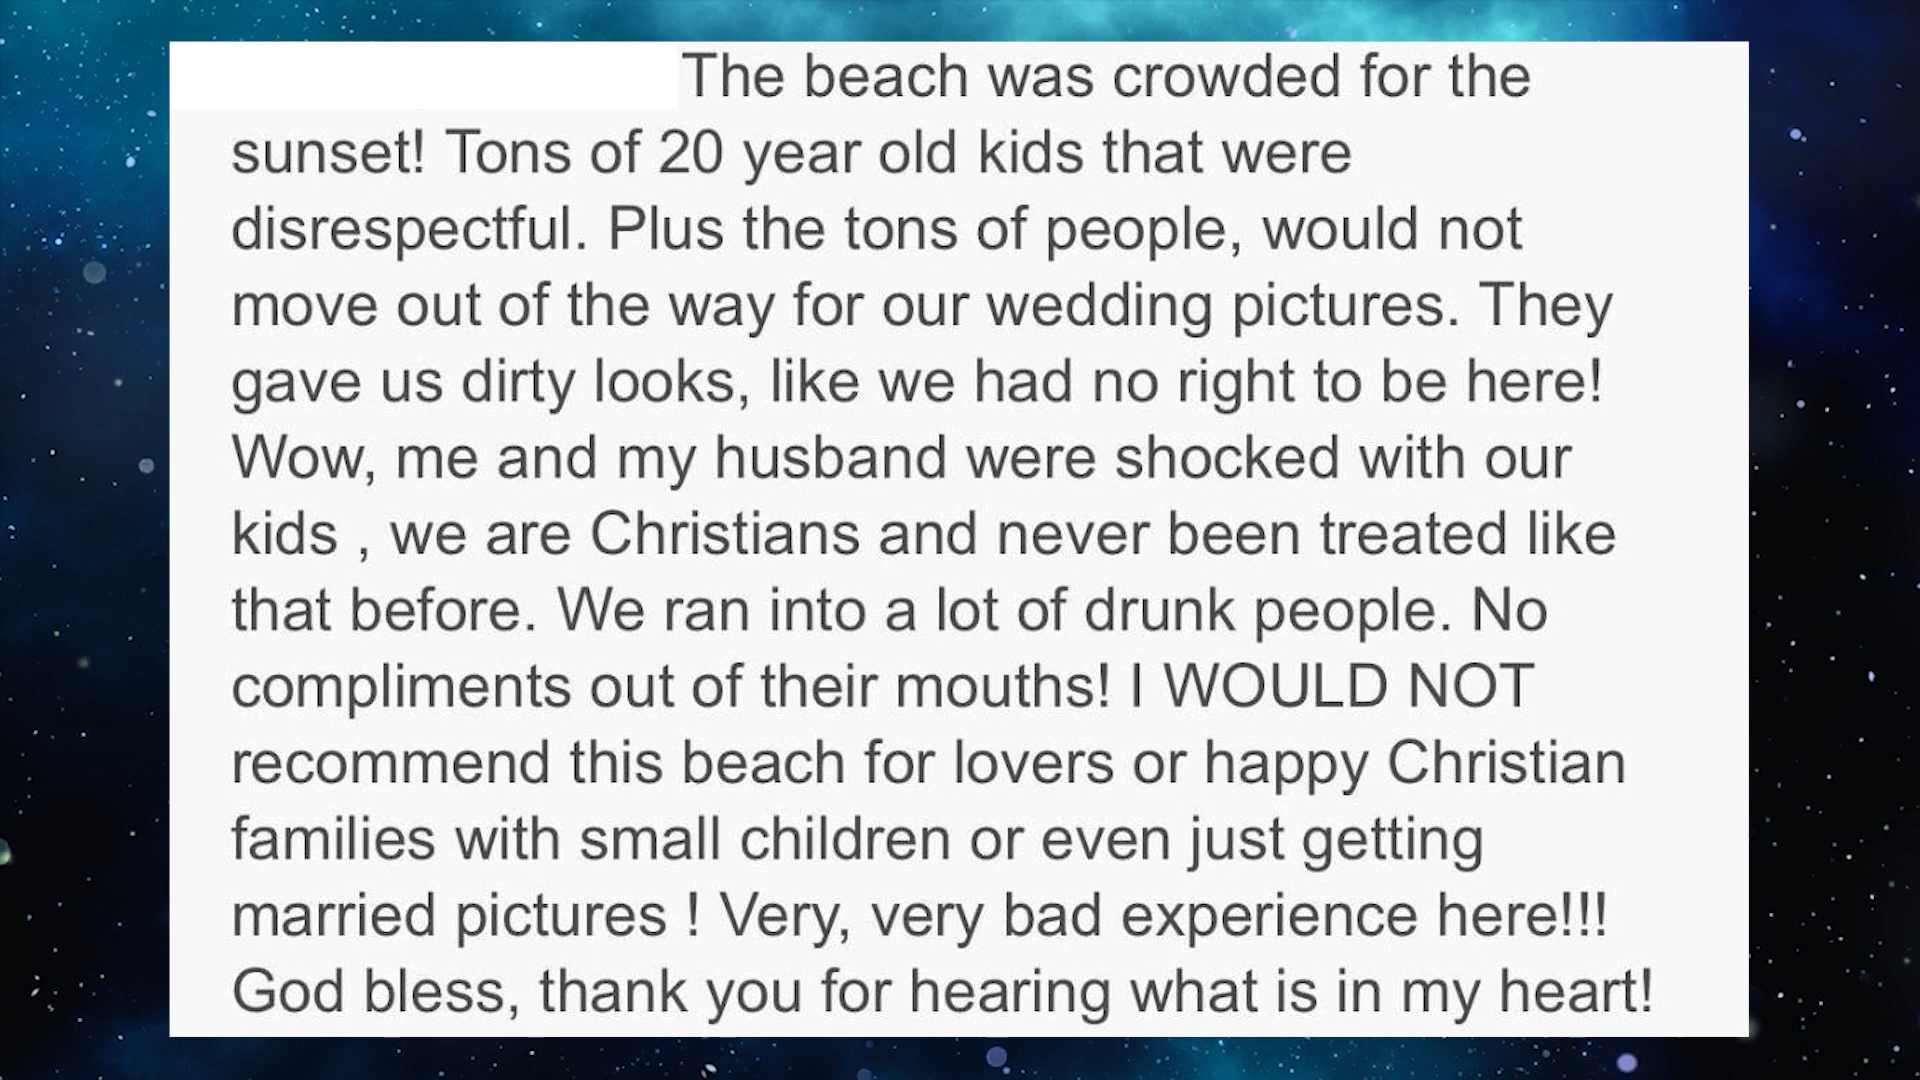 The beach was crowded for the
sunset! Tons of 20 year old kids that were
disrespectful. Plus the tons of people, would not
move out of the way for our wedding pictures. They
gave us dirty looks, like we had no right to be here!
Wow, me and my husband were shocked with our
kids , we are Christians and never been treated like
that before. We ran into a lot of drunk people. No
compliments out of their mouths! I WOULD NOT
recommend this beach for lovers or happy Christian
families with small children or even just getting
married pictures ! Very, very bad experience here!!!
God bless, thank you for hearing what is in my heart!